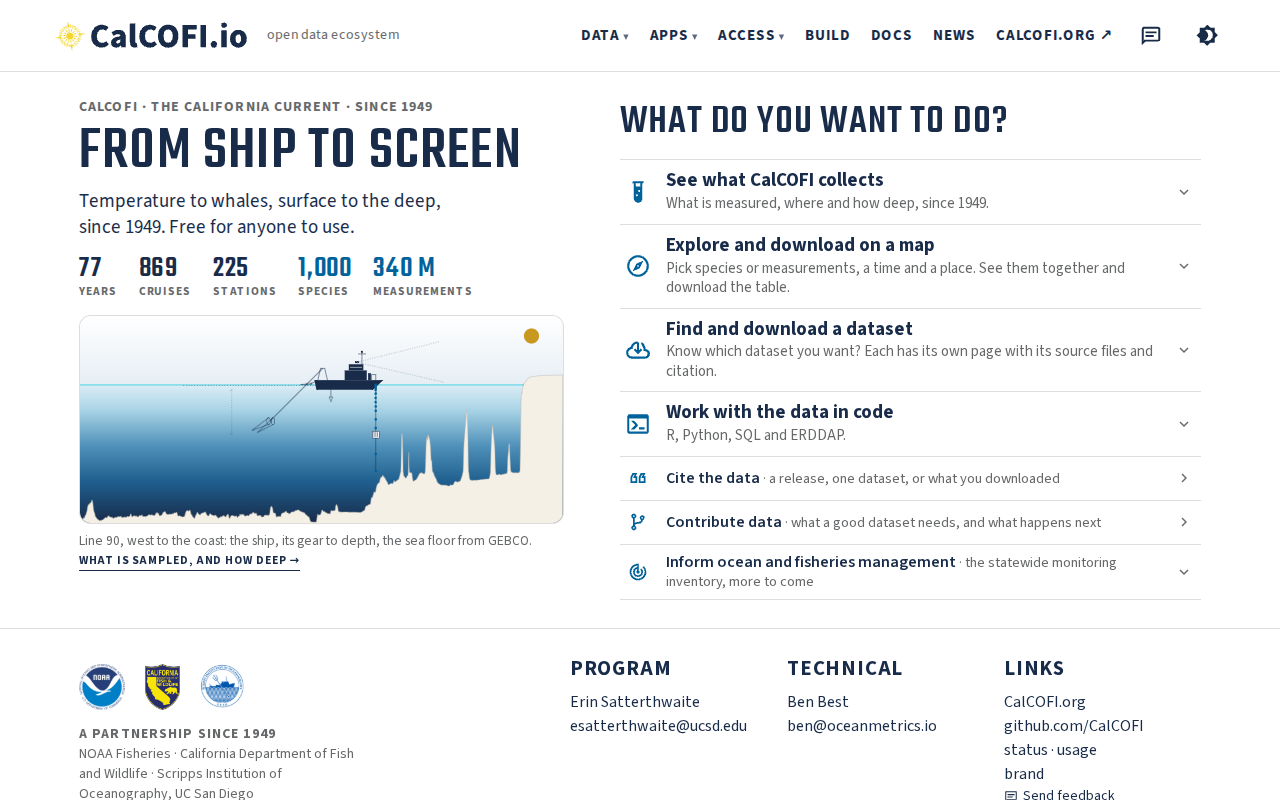 CalCOFI.io
open data ecosystem
DATA ▾
APPS ▾
ACCESS ▾
BUILD
DOCS
NEWS
CALCOFI.ORG ↗
CALCOFI · THE CALIFORNIA CURRENT · SINCE 1949
FROM SHIP TO SCREEN
Temperature to whales, surface to the deep,
since 1949. Free for anyone to use.
77
YEARS
869
CRUISES
225
STATIONS
1,000
SPECIES
340 M
MEASUREMENTS
Line 90, west to the coast: the ship, its gear to depth, the sea floor from GEBCO.
WHAT IS SAMPLED, AND HOW DEEP →
WHAT DO YOU WANT TO DO?
See what CalCOFI collects
What is measured, where and how deep, since 1949.
Explore and download on a map
Pick species or measurements, a time and a place. See them together and
download the table.
Find and download a dataset
Know which dataset you want? Each has its own page with its source files and
citation.
Work with the data in code
R, Python, SQL and ERDDAP.
Cite the data · a release, one dataset, or what you downloaded
Contribute data · what a good dataset needs, and what happens next
Inform ocean and fisheries management · the statewide monitoring
inventory, more to come
NOAA
CALIFORNIA
A PARTNERSHIP SINCE 1949
NOAA Fisheries · California Department of Fish
and Wildlife · Scripps Institution of
Oceanography, UC San Diego
PROGRAM
Erin Satterthwaite
esatterthwaite@ucsd.edu
TECHNICAL
Ben Best
ben@oceanmetrics.io
LINKS
CalCOFI.org
github.com/CalCOFI
status · usage
brand
Send feedback